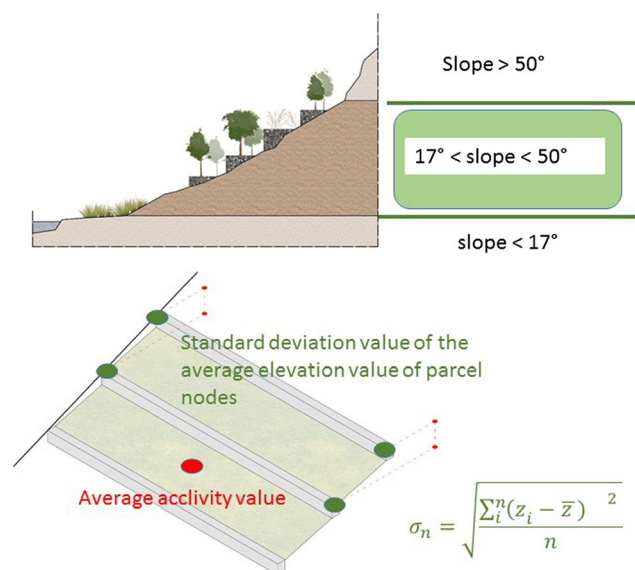 Slope > 50°
17° < slope < 50°
slope < 17°
Standard deviation value of the
average elevation value of parcel
nodes
Average acclivity value
σₙ = √(∑ᵢⁿ(zᵢ − z̅)² / n)